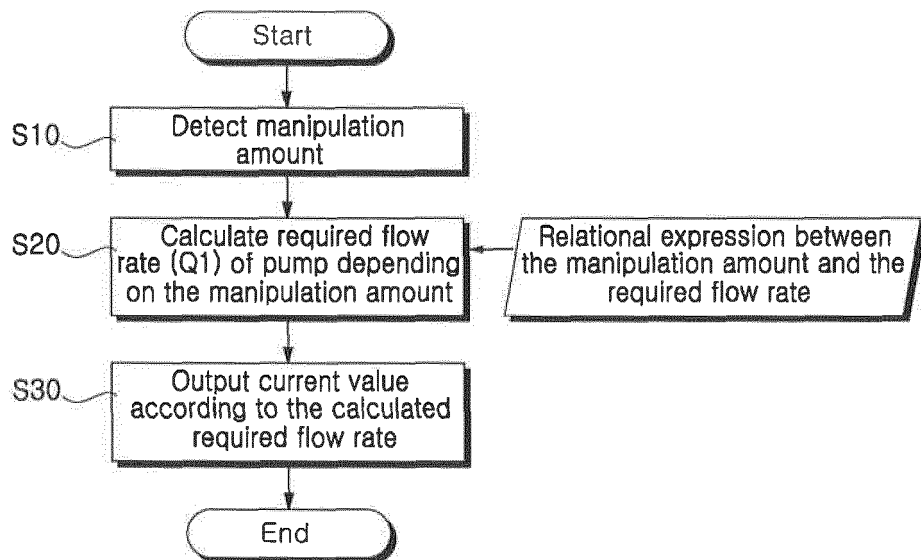 Start
S10
Detect manipulation
amount
S20
Calculate required flow
rate (Q1) of pump depending
on the manipulation amount
Relational expression between
the manipulation amount and the
required flow rate
S30
Output current value
according to the calculated
required flow rate
End